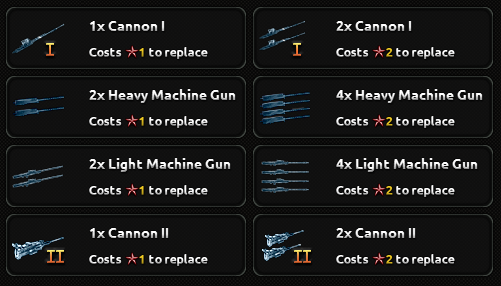 1x Cannon I
I
Costs 1 to replace
2x Cannon I
I
Costs 2 to replace
2x Heavy Machine Gun
Costs 1 to replace
4x Heavy Machine Gun
Costs 2 to replace
2x Light Machine Gun
Costs 1 to replace
4x Light Machine Gun
Costs 2 to replace
1x Cannon II
II
Costs 1 to replace
2x Cannon II
II
Costs 2 to replace